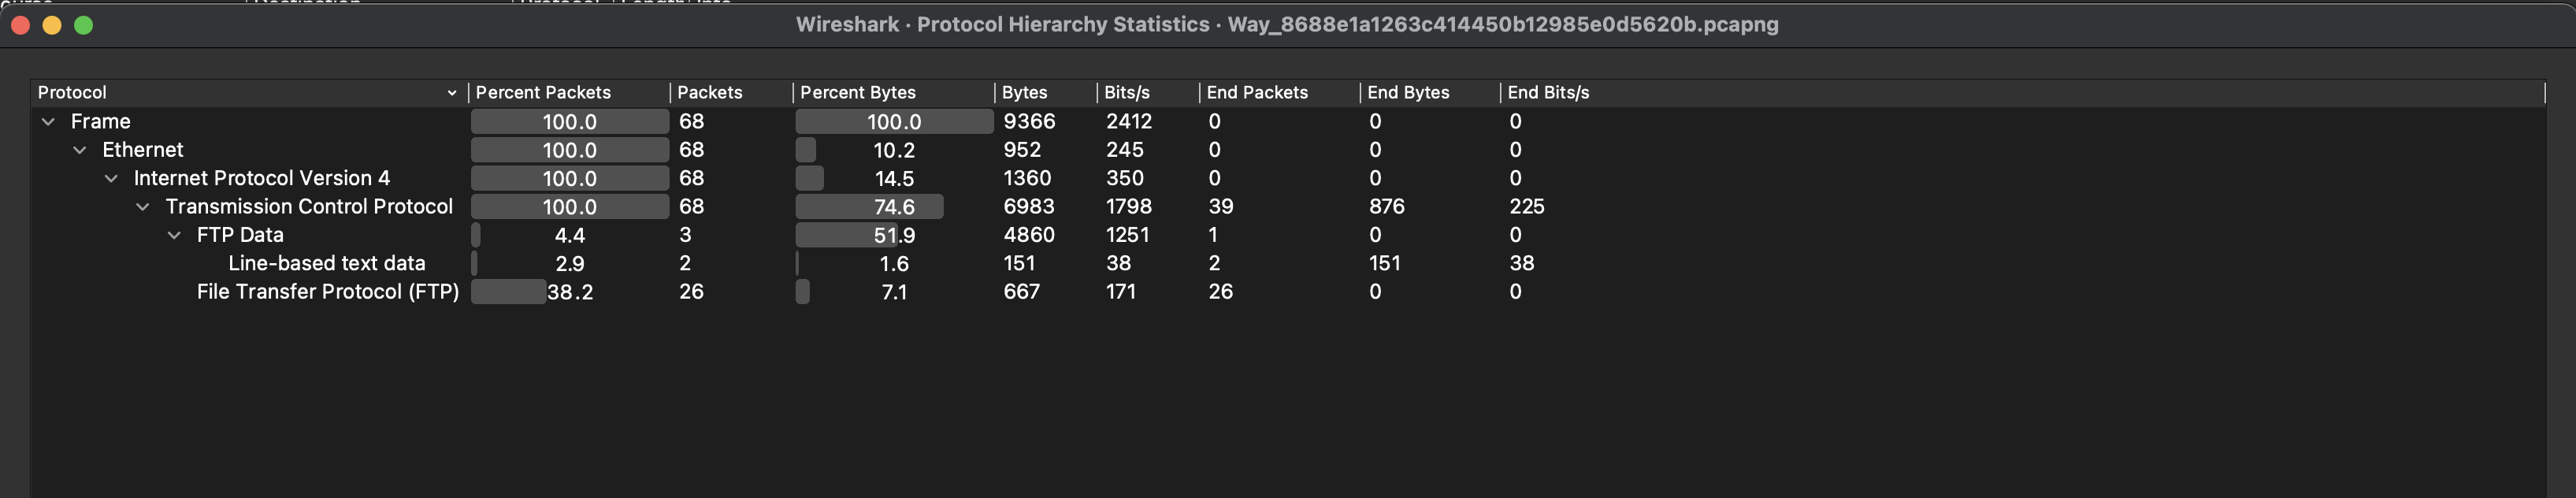 Wireshark · Protocol Hierarchy Statistics · Way_8688e1a1263c414450b12985e0d5620b.pcapng
Protocol Percent Packets Packets Percent Bytes Bytes Bits/s End Packets End Bytes End Bits/s
Frame 100.0 68 100.0 9366 2412 0 0 0
Ethernet 100.0 68 10.2 952 245 0 0 0
Internet Protocol Version 4 100.0 68 14.5 1360 350 0 0 0
Transmission Control Protocol 100.0 68 74.6 6983 1798 39 876 225
FTP Data 4.4 3 51.9 4860 1251 1 0 0
Line-based text data 2.9 2 1.6 151 38 2 151 38
File Transfer Protocol (FTP) 38.2 26 7.1 667 171 26 0 0